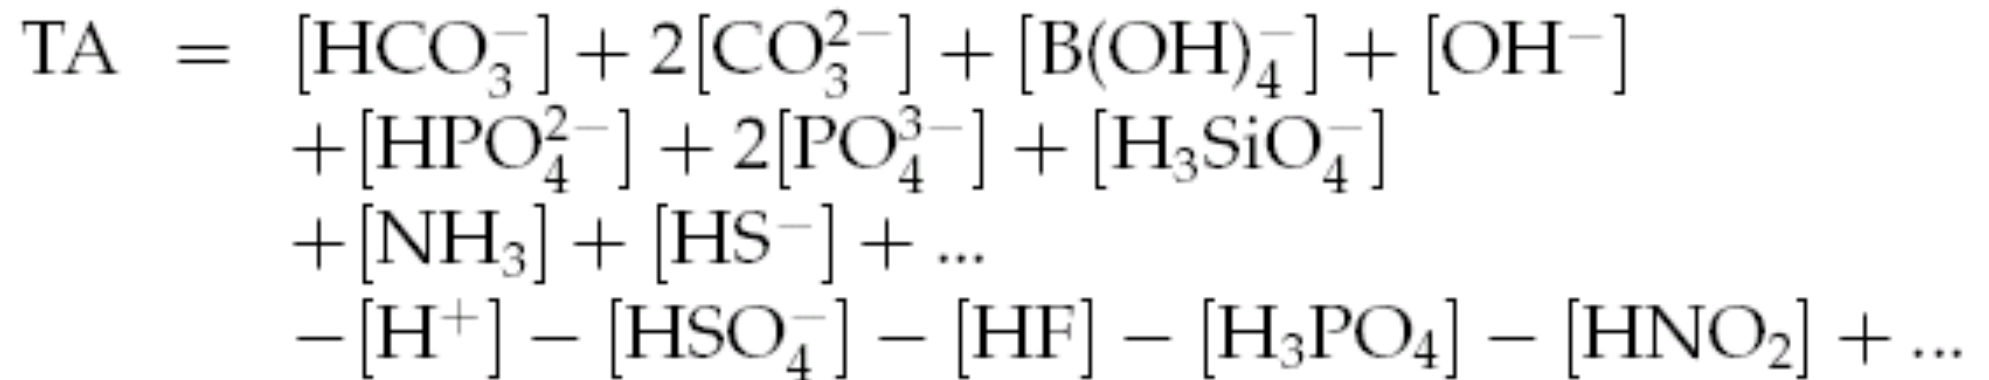 TA = [HCO₃⁻] + 2[CO₃²⁻] + [B(OH)₄⁻] + [OH⁻]
+[HPO₄²⁻] + 2[PO₄³⁻] + [H₃SiO₄⁻]
+[NH₃] + [HS⁻] + ...
−[H⁺] − [HSO₄⁻] − [HF] − [H₃PO₄] − [HNO₂] + ...